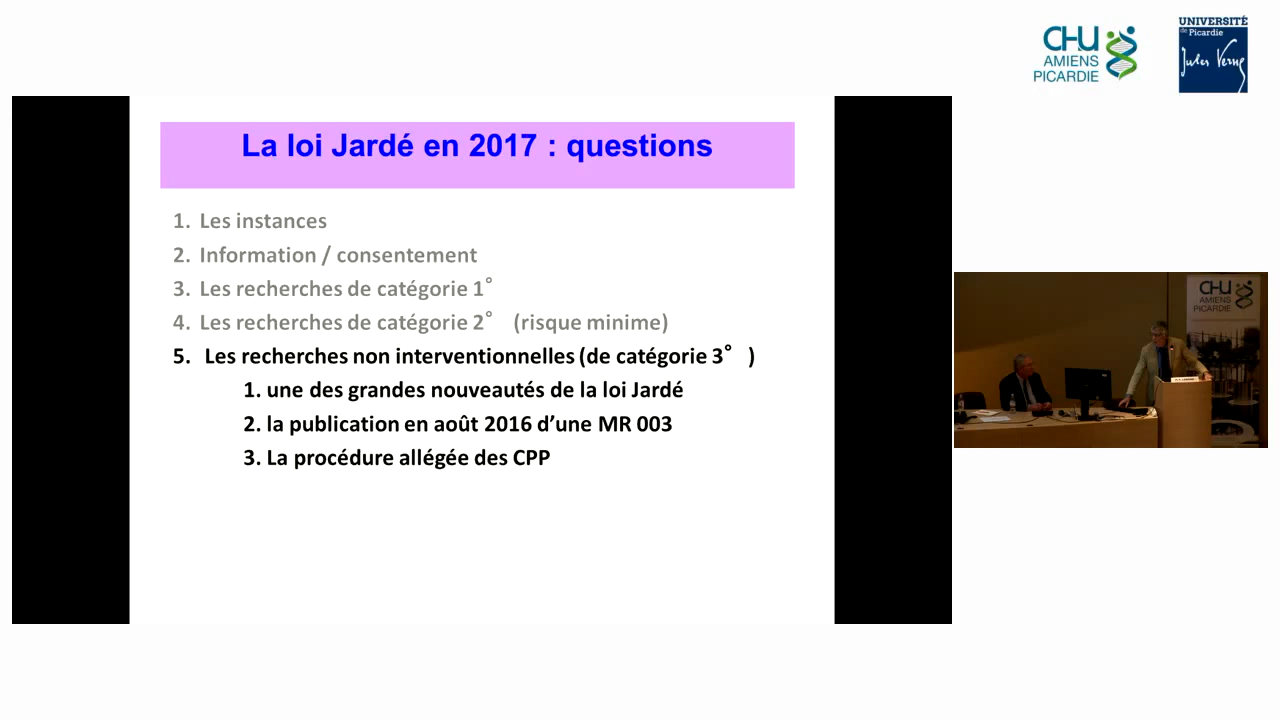 CHU
AMIENS
PICARDIE
UNIVERSITÉ
de Picardie
Jules Verne
La loi Jardé en 2017 : questions
1. Les instances
2. Information / consentement
3. Les recherches de catégorie 1°
4. Les recherches de catégorie 2° (risque minime)
5. Les recherches non interventionnelles (de catégorie 3° )
1. une des grandes nouveautés de la loi Jardé
2. la publication en août 2016 d’une MR 003
3. La procédure allégée des CPP
CHU
AMIENS
PICARDIE